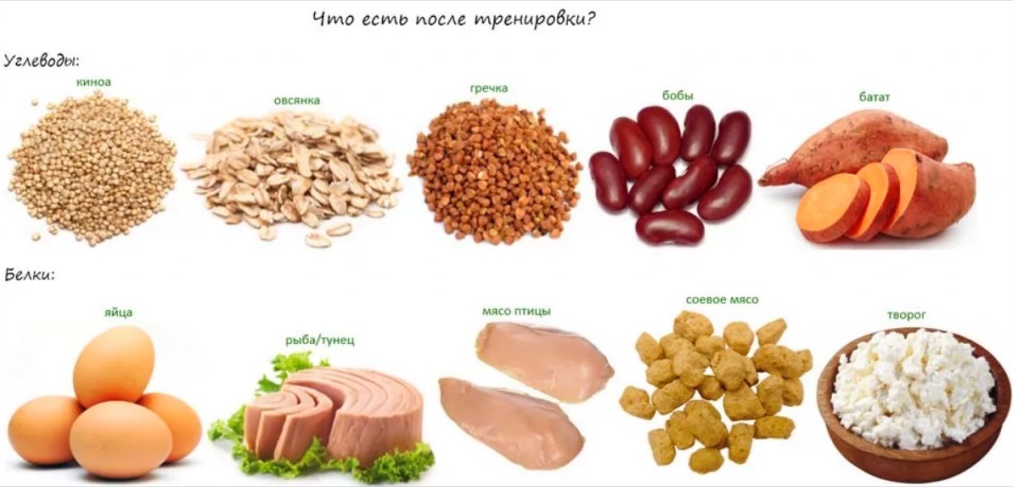 Что есть после тренировки?
Углеводы:
киноа
овсянка
гречка
бобы
батат
Белки:
яйца
рыба/тунец
мясо птицы
соевое мясо
творог